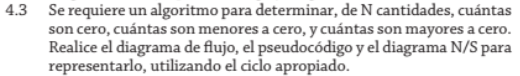 4.3 Se requiere un algoritmo para determinar, de N cantidades, cuántas
son cero, cuántas son menores a cero, y cuántas son mayores a cero.
Realice el diagrama de flujo, el pseudocódigo y el diagrama N/S para
representarlo, utilizando el ciclo apropiado.